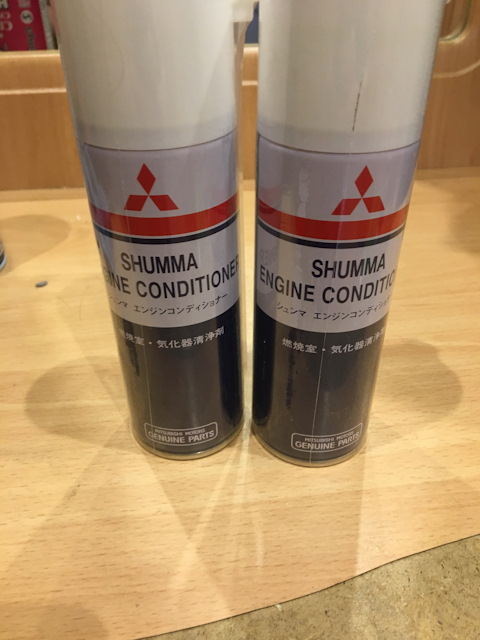 SHUMMA
ENGINE CONDITIONER
シュンマ エンジンコンディショナー
燃焼室・気化器清浄剤
MITSUBISHI MOTORS
GENUINE PARTS
SHUMMA
ENGINE CONDITIO
シュンマ エンジンコンディショナ
燃焼室・気化器清浄
MITSUBISHI MOTORS
GENUINE PARTS